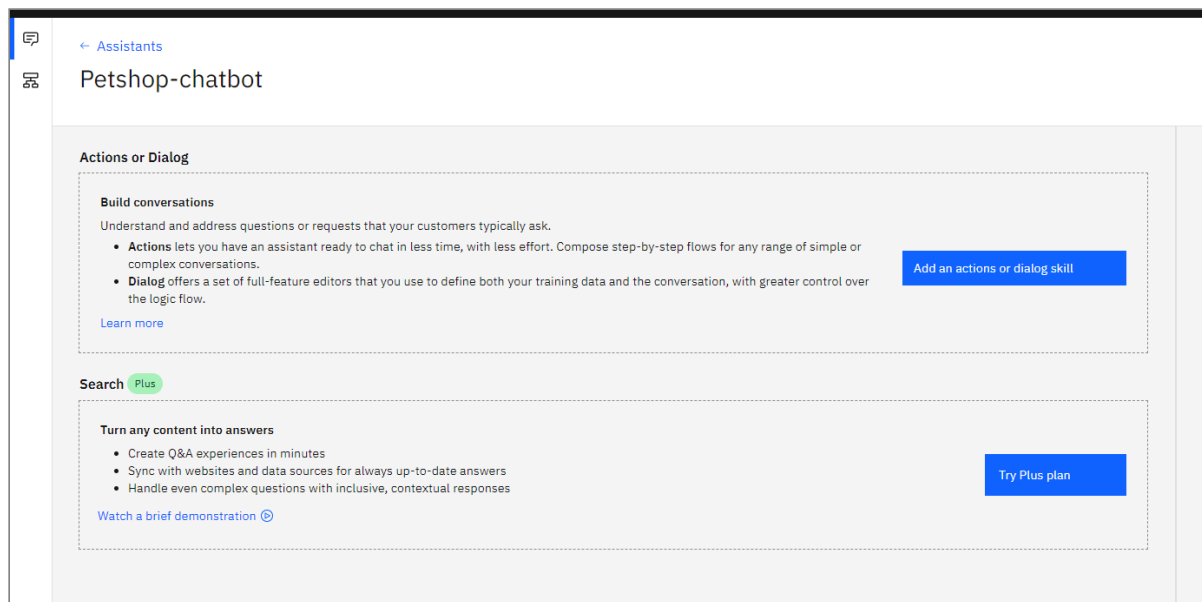 ← Assistants
Petshop-chatbot
Actions or Dialog
Build conversations
Understand and address questions or requests that your customers typically ask.
• Actions lets you have an assistant ready to chat in less time, with less effort. Compose step-by-step flows for any range of simple or
complex conversations.
• Dialog offers a set of full-feature editors that you use to define both your training data and the conversation, with greater control over
the logic flow.
Learn more
Add an actions or dialog skill
Search Plus
Turn any content into answers
• Create Q&A experiences in minutes
• Sync with websites and data sources for always up-to-date answers
• Handle even complex questions with inclusive, contextual responses
Watch a brief demonstration
Try Plus plan